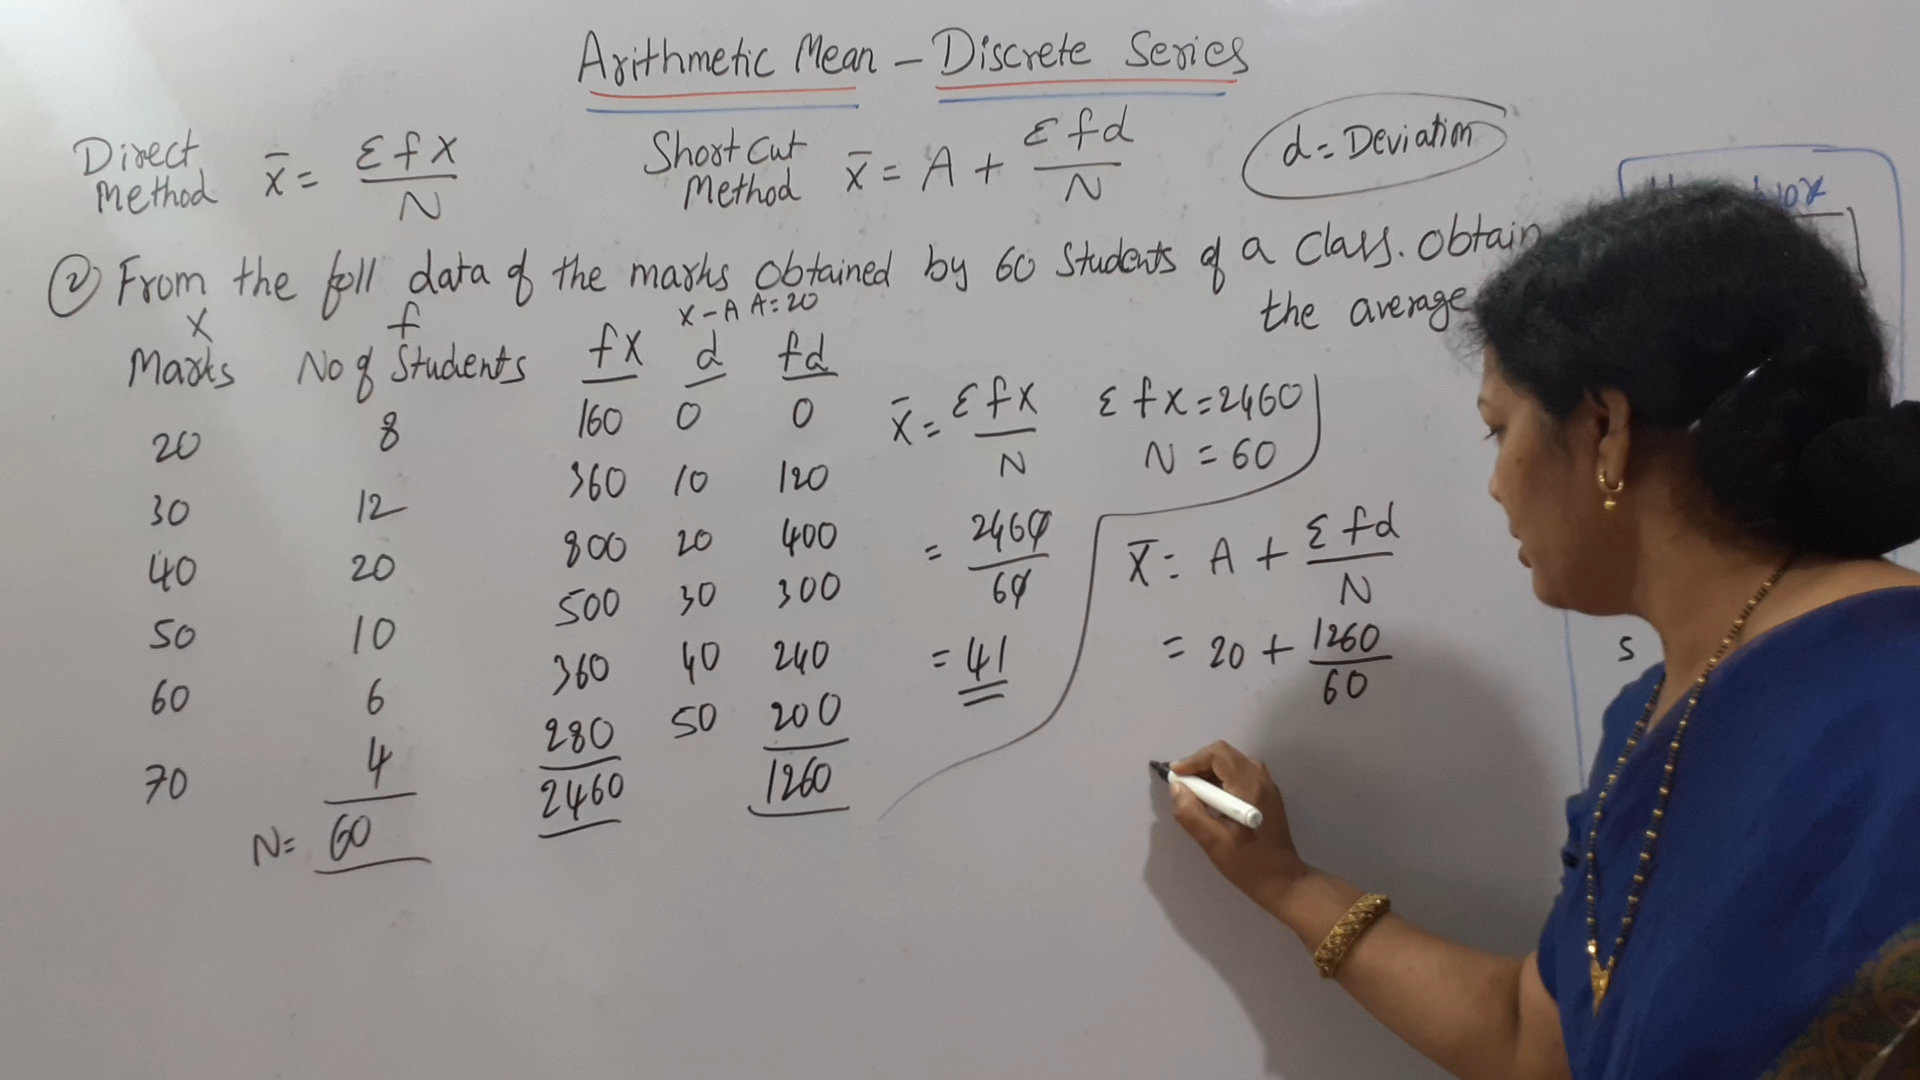 Arithmetic Mean - Discrete Series
Direct Method x̄ = Σfx / N
Short Cut Method x̄ = A + Σfd / N
d = Deviation
② From the foll data of the marks obtained by 60 Students of a Class. Obtain
the average
X f x-A A=20
Marks No of Students fx d fd
20 8 160 0 0
30 12 360 10 120
40 20 800 20 400
50 10 500 30 300
60 6 360 40 240
70 4 280 50 200
N= 60 2460 1260
x̄ = Σfx / N
Σfx = 2460
N = 60
= 2460 / 60
= 41
x̄ = A + Σfd / N
= 20 + 1260 / 60
s